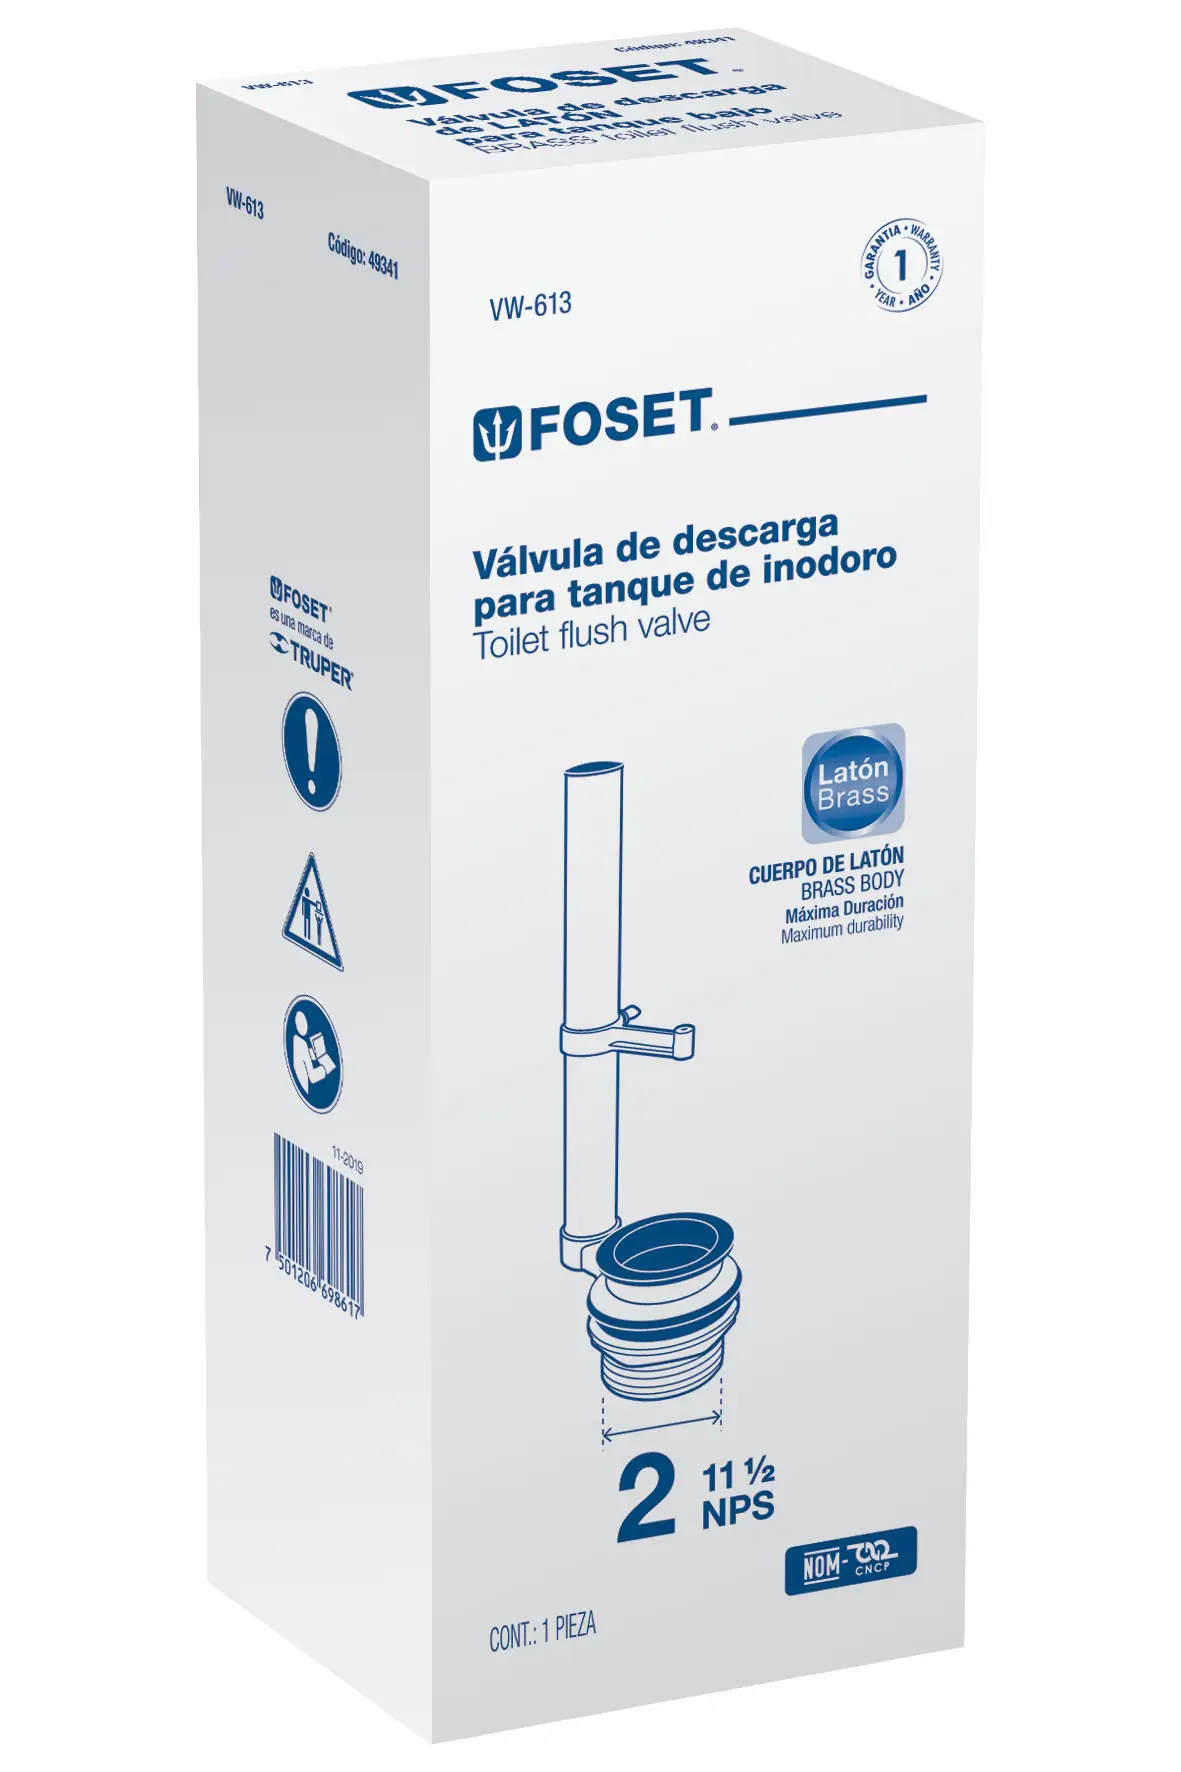 VW-613
Código: 49341
FOSET®
Válvula de descarga
de LATÓN
para tanque bajo
BRASS toilet flush valve
VW-613
Código: 49341
FOSET®
es una marca de
TRUPER®
11-2019
7 501206 698617
GARANTIA • WARRANTY • 1 • YEAR • AÑO
VW-613
FOSET®
Válvula de descarga
para tanque de inodoro
Toilet flush valve
Latón
Brass
CUERPO DE LATÓN
BRASS BODY
Máxima Duración
Maximum durability
2 11 ½
NPS
NOM-
CNCP
CONT.: 1 PIEZA